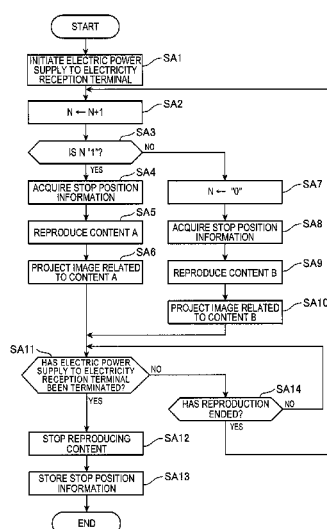 START
INITIATE ELECTRIC POWER
SUPPLY TO ELECTRICITY
RECEPTION TERMINAL
SA1
N ← N+1
SA2
IS N "1"?
SA3
NO
YES
ACQUIRE STOP POSITION
INFORMATION
SA4
REPRODUCE CONTENT A
SA5
PROJECT IMAGE RELATED
TO CONTENT A
SA6
N ← "0"
SA7
ACQUIRE STOP POSITION
INFORMATION
SA8
REPRODUCE CONTENT B
SA9
PROJECT IMAGE RELATED
TO CONTENT B
SA10
SA11
HAS ELECTRIC POWER
SUPPLY TO ELECTRICITY
RECEPTION TERMINAL
BEEN TERMINATED?
NO
YES
SA14
HAS REPRODUCTION
ENDED?
NO
YES
STOP REPRODUCING
CONTENT
SA12
STORE STOP POSITION
INFORMATION
SA13
END